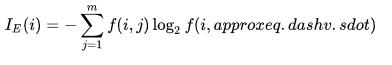 I_E(i) = -\sum_{j=1}^{m} f(i,j) \log_2 f(i,approxeq.dashv.sdot)